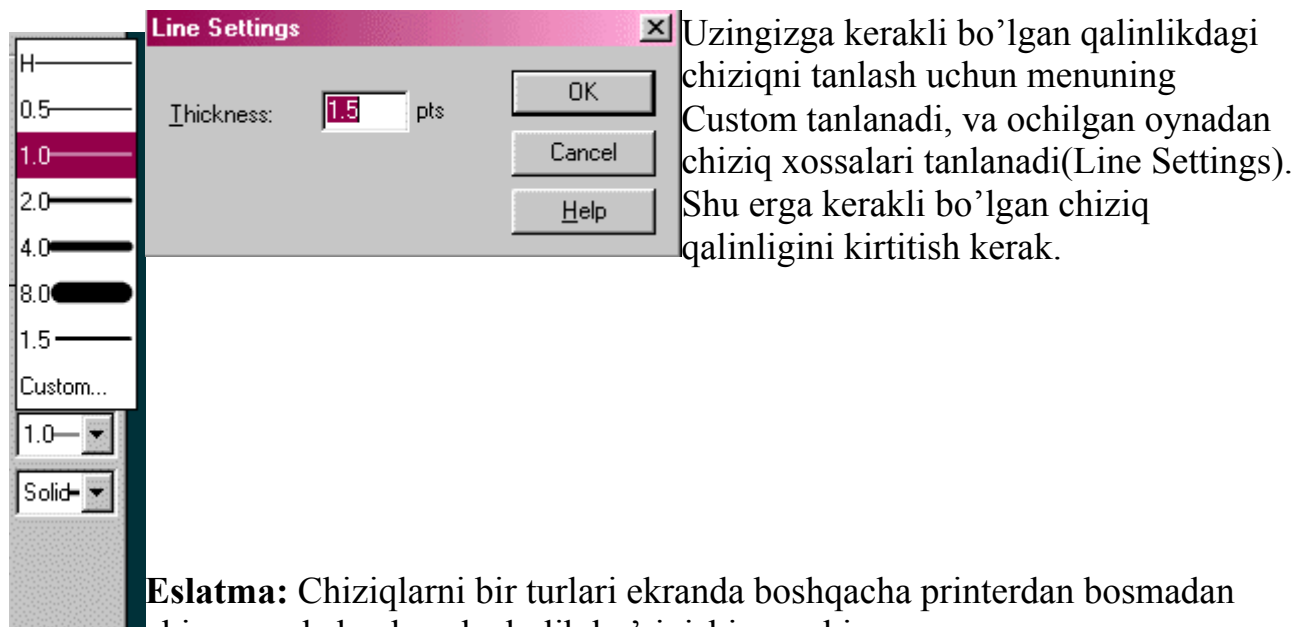 Line Settings
Thickness: 1.5 pts
OK
Cancel
Help
H
0.5
1.0
2.0
4.0
8.0
1.5
Custom...
1.0
Solid
Uzingizga kerakli bo’lgan qalinlikdagi
chiziqni tanlash uchun menuning
Custom tanlanadi, va ochilgan oynadan
chiziq xossalari tanlanadi(Line Settings).
Shu erga kerakli bo’lgan chiziq
qalinligini kirtitish kerak.
Eslatma: Chiziqlarni bir turlari ekranda boshqacha printerdan bosmadan